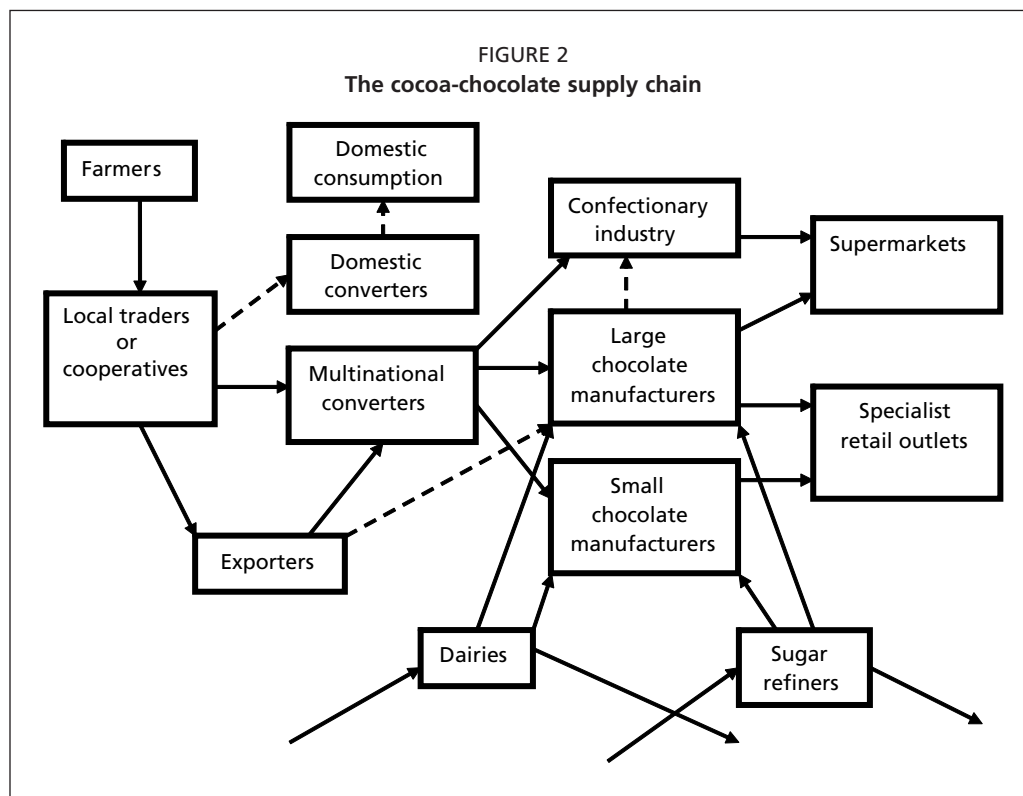 FIGURE 2
The cocoa-chocolate supply chain
Farmers
Domestic
consumption
Confectionary
industry
Supermarkets
Domestic
converters
Local traders
or
cooperatives
Multinational
converters
Large
chocolate
manufacturers
Specialist
retail outlets
Small
chocolate
manufacturers
Exporters
Dairies
Sugar
refiners